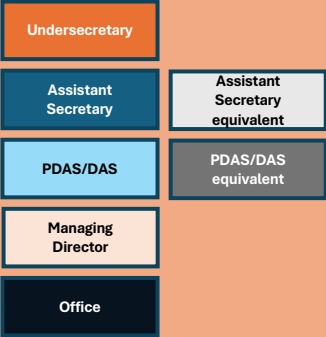 Undersecretary
Assistant
Secretary
Assistant
Secretary
equivalent
PDAS/DAS
PDAS/DAS
equivalent
Managing
Director
Office